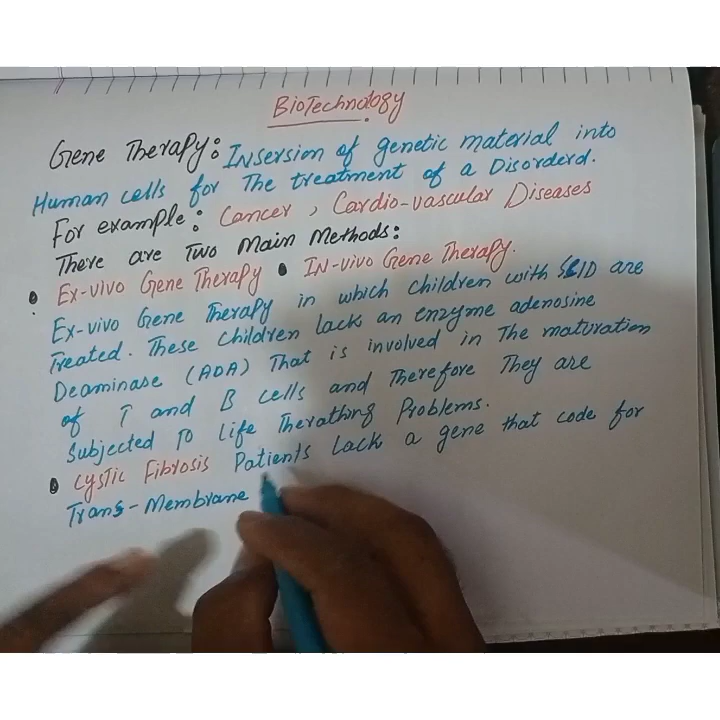 BioTechnology
Gene Therapy: Insersion of genetic material into
Human cells for The treatment of a Disorderd.
For example: Cancer, Cardio-vascular Diseases
There are Two Main Methods:
• Ex-vivo Gene Therapy • IN-vivo Gene Therapy.
Ex-vivo Gene Therapy in which children with SCID are
Treated. These Children lack an enzyme adenosine
Deaminase (ADA) That is involved in The maturation
of T and B cells and Therefore They are
Subjected To life Therathing Problems.
• Cystic Fibrosis Patients Lack a gene that code for
Trans-Membrane